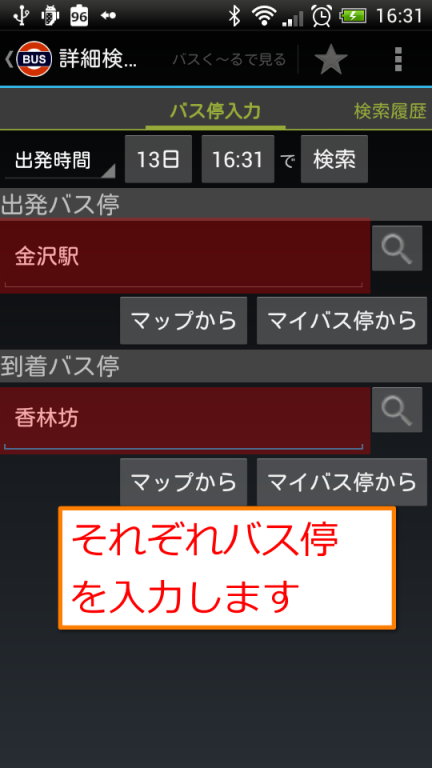 96
16:31
BUS 詳細検... バスく～るで見る
バス停入力 検索履歴
出発時間 13日 16:31 で 検索
出発バス停
金沢駅
マップから マイバス停から
到着バス停
香林坊
マップから マイバス停から
それぞれバス停
を入力します